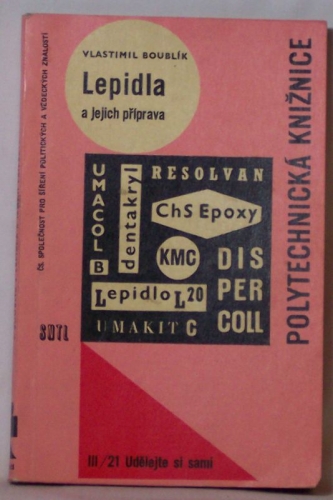 VLASTIMIL BOUBLÍK
Lepidla
a jejich příprava
ČS. SPOLEČNOST PRO ŠÍŘENÍ POLITICKÝCH A VĚDECKÝCH ZNALOSTÍ
POLYTECHNICKÁ KNIŽNICE
UMACOL B
dentakryl
RESOLVAN
ChS Epoxy
KMC
DIS
PER
COLL
Lepidlo L20
UMAKIT C
SNTL
III/21 Udělejte si sami